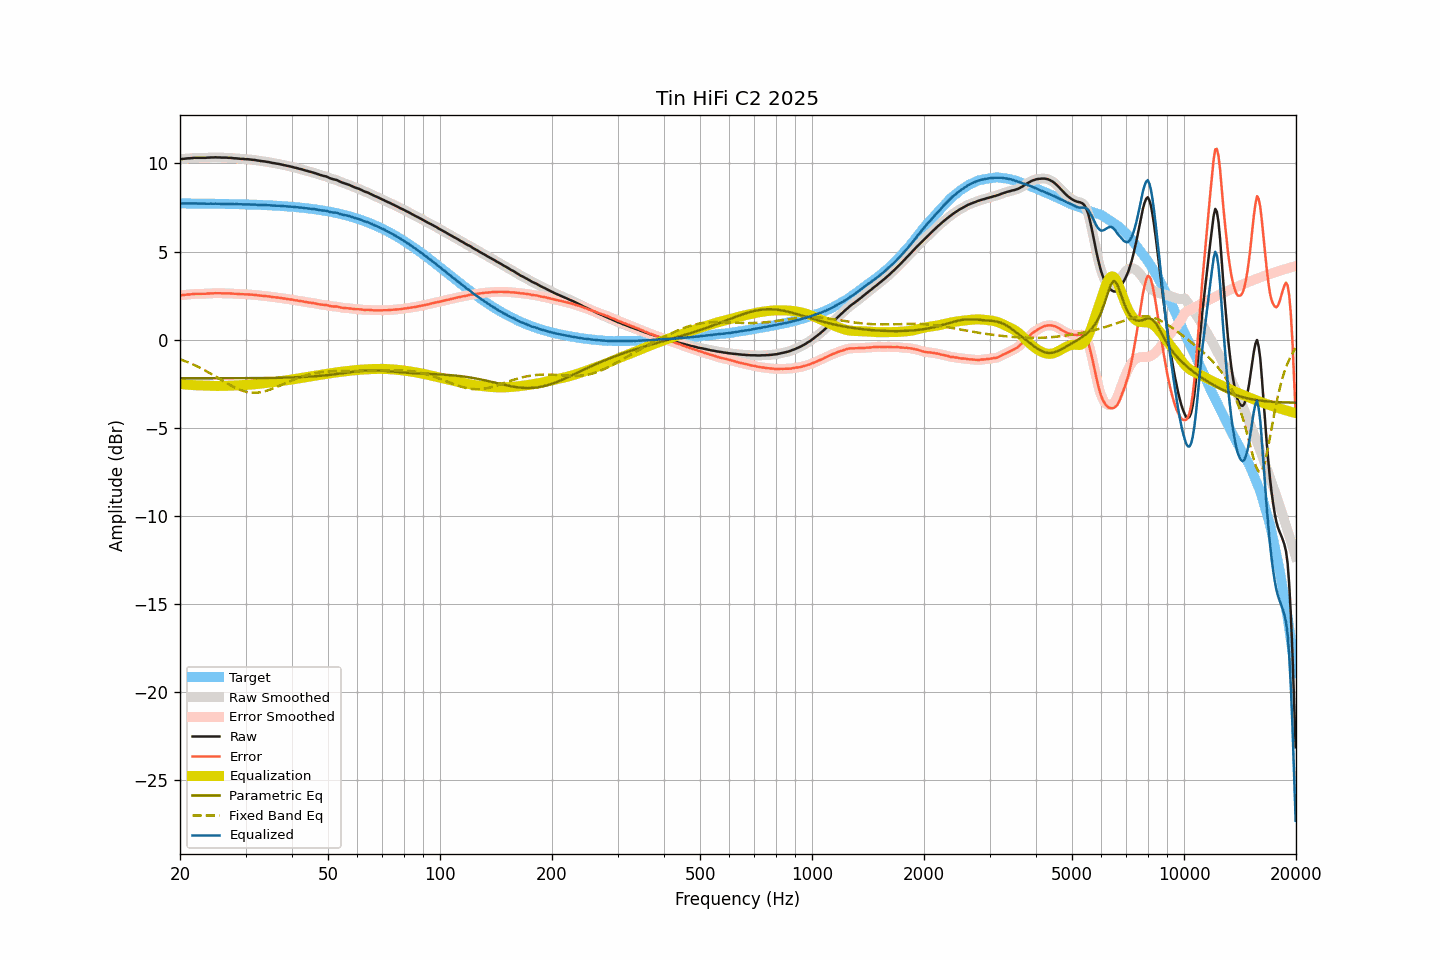 Tin HiFi C2 2025
Amplitude (dBr)
10
5
0
−5
−10
−15
−20
−25
Target
Raw Smoothed
Error Smoothed
Raw
Error
Equalization
Parametric Eq
Fixed Band Eq
Equalized
20 50 100 200 500 1000 2000 5000 10000 20000
Frequency (Hz)